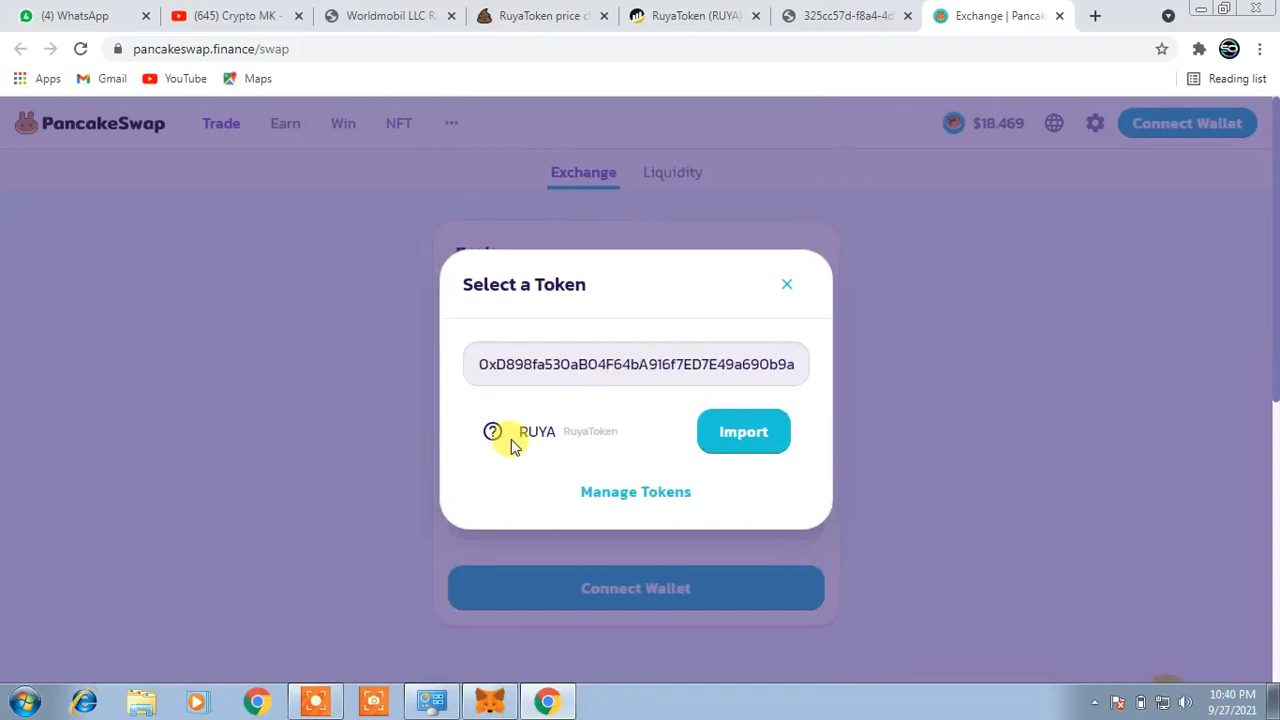 (4) WhatsApp
(645) Crypto MK -
Worldmobil LLC Ru
RuyaToken price c
RuyaToken (R
325cc57d-f8a4-4d
Exchange | Panca
pancakeswap.finance/swap
Apps
Gmail
YouTube
Maps
Reading list
PancakeSwap
Trade
Earn
Win
NFT
$18.469
Connect Wallet
Exchange
Liquidity
Select a Token
0xD898fa530aB04F64bA916f7ED7E49a690b9a
RUYA RuyaToken
Import
Manage Tokens
Connect Wallet
10:40 PM
9/27/2021